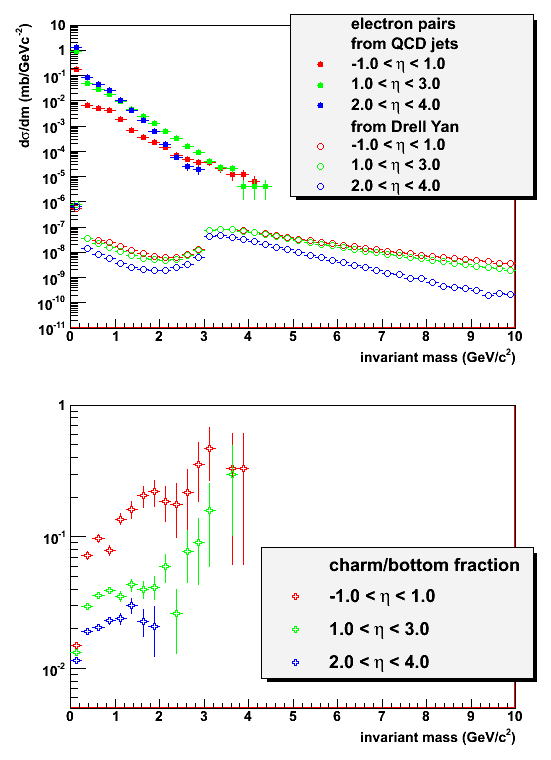 dσ/dm (mb/GeVc⁻²)
10
1
10⁻¹
10⁻²
10⁻³
10⁻⁴
10⁻⁵
10⁻⁶
10⁻⁷
10⁻⁸
10⁻⁹
10⁻¹⁰
10⁻¹¹
electron pairs
from QCD jets
-1.0 < η < 1.0
1.0 < η < 3.0
2.0 < η < 4.0
from Drell Yan
-1.0 < η < 1.0
1.0 < η < 3.0
2.0 < η < 4.0
0 1 2 3 4 5 6 7 8 9 10
invariant mass (GeV/c²)
1
10⁻¹
10⁻²
charm/bottom fraction
-1.0 < η < 1.0
1.0 < η < 3.0
2.0 < η < 4.0
0 1 2 3 4 5 6 7 8 9 10
invariant mass (GeV/c²)